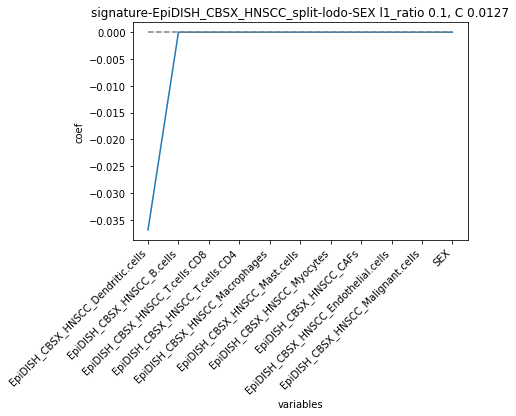 signature-EpiDISH_CBSX_HNSCC_split-lodo-SEX l1_ratio 0.1, C 0.0127
0.000
-0.005
-0.010
-0.015
-0.020
-0.025
-0.030
-0.035
coef
EpiDISH_CBSX_HNSCC_Dendritic.cells
EpiDISH_CBSX_HNSCC_B.cells
EpiDISH_CBSX_HNSCC_T.cells.CD8
EpiDISH_CBSX_HNSCC_T.cells.CD4
EpiDISH_CBSX_HNSCC_Macrophages
EpiDISH_CBSX_HNSCC_Mast.cells
EpiDISH_CBSX_HNSCC_Myocytes
EpiDISH_CBSX_HNSCC_CAFs
EpiDISH_CBSX_HNSCC_Endothelial.cells
EpiDISH_CBSX_HNSCC_Malignant.cells
SEX
variables